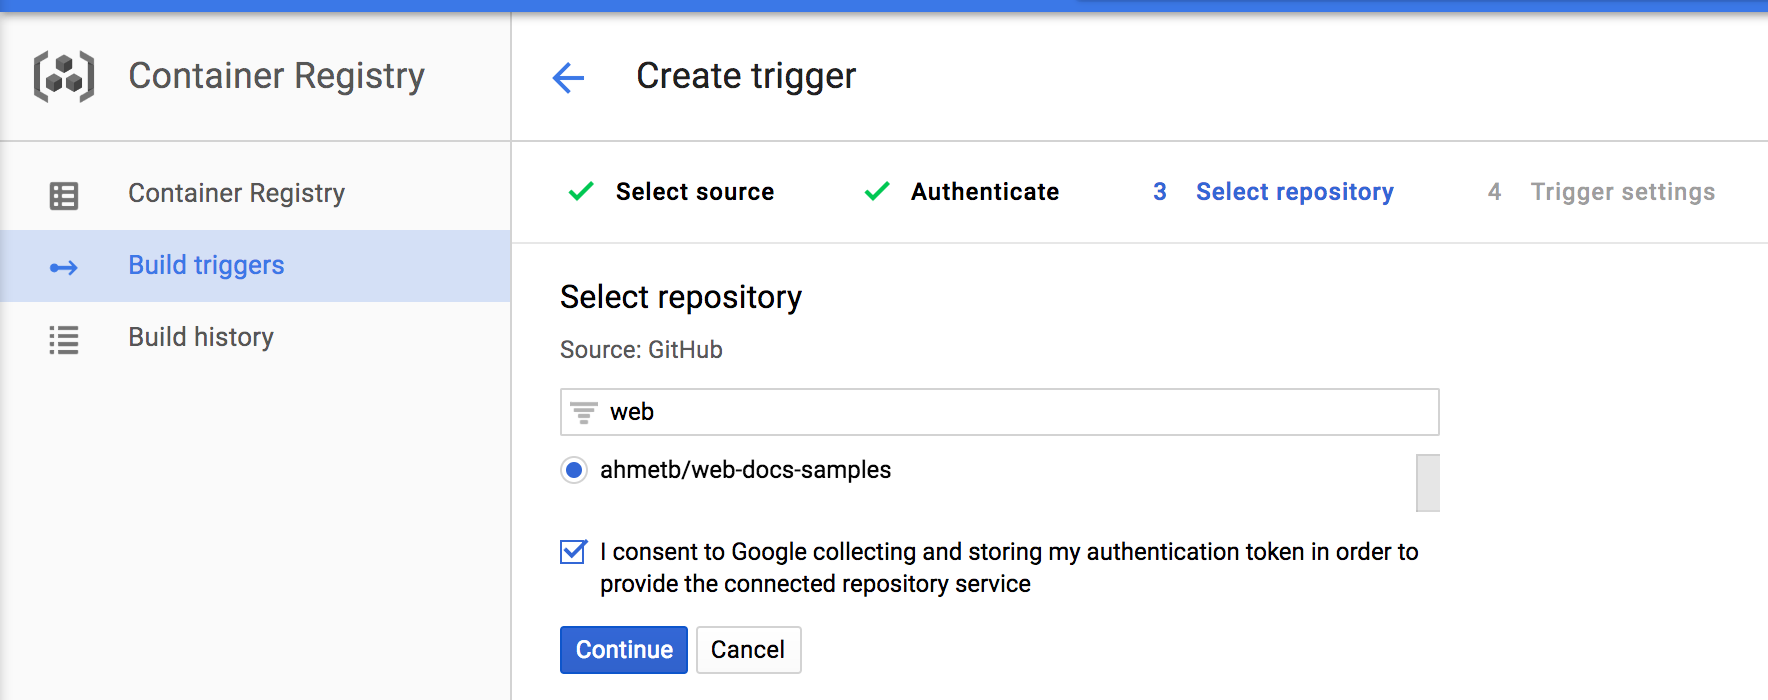 Container Registry
Create trigger
Container Registry
Build triggers
Build history
Select source
Authenticate
3 Select repository
4 Trigger settings
Select repository
Source: GitHub
web
ahmetb/web-docs-samples
I consent to Google collecting and storing my authentication token in order to
provide the connected repository service
Continue
Cancel